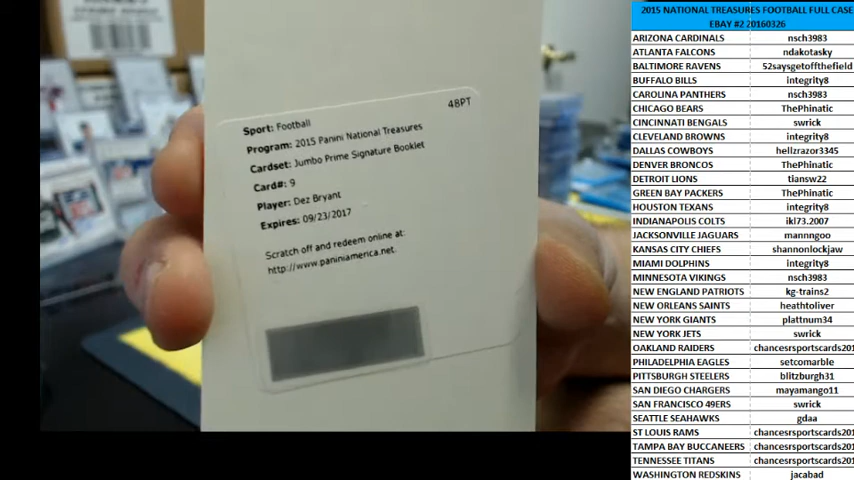 48PT
Sport: Football
Program: 2015 Panini National Treasures
Cardset: Jumbo Prime Signature Booklet
Card#: 9
Player: Dez Bryant
Expires: 09/23/2017
Scratch off and redeem online at:
http://www.paniniamerica.net.
2015 NATIONAL TREASURES FOOTBALL FULL CASE
EBAY #2 20160326
ARIZONA CARDINALS nsch3983
ATLANTA FALCONS ndakotasky
BALTIMORE RAVENS 52saysgetoffthefield
BUFFALO BILLS integrity8
CAROLINA PANTHERS nsch3983
CHICAGO BEARS ThePhinatic
CINCINNATI BENGALS swrick
CLEVELAND BROWNS integrity8
DALLAS COWBOYS hellzrazor3345
DENVER BRONCOS ThePhinatic
DETROIT LIONS tiansw22
GREEN BAY PACKERS ThePhinatic
HOUSTON TEXANS integrity8
INDIANAPOLIS COLTS ikl73.2007
JACKSONVILLE JAGUARS mannngoo
KANSAS CITY CHIEFS shannonlockjaw
MIAMI DOLPHINS integrity8
MINNESOTA VIKINGS nsch3983
NEW ENGLAND PATRIOTS kg-trains2
NEW ORLEANS SAINTS heathtoliver
NEW YORK GIANTS plattnum34
NEW YORK JETS swrick
OAKLAND RAIDERS chancesrsportscards201
PHILADELPHIA EAGLES setcomarble
PITTSBURGH STEELERS blitzburgh31
SAN DIEGO CHARGERS mayamango11
SAN FRANCISCO 49ERS swrick
SEATTLE SEAHAWKS gdaa
ST LOUIS RAMS chancesrsportscards201
TAMPA BAY BUCCANEERS chancesrsportscards201
TENNESSEE TITANS chancesrsportscards201
WASHINGTON REDSKINS jacabad